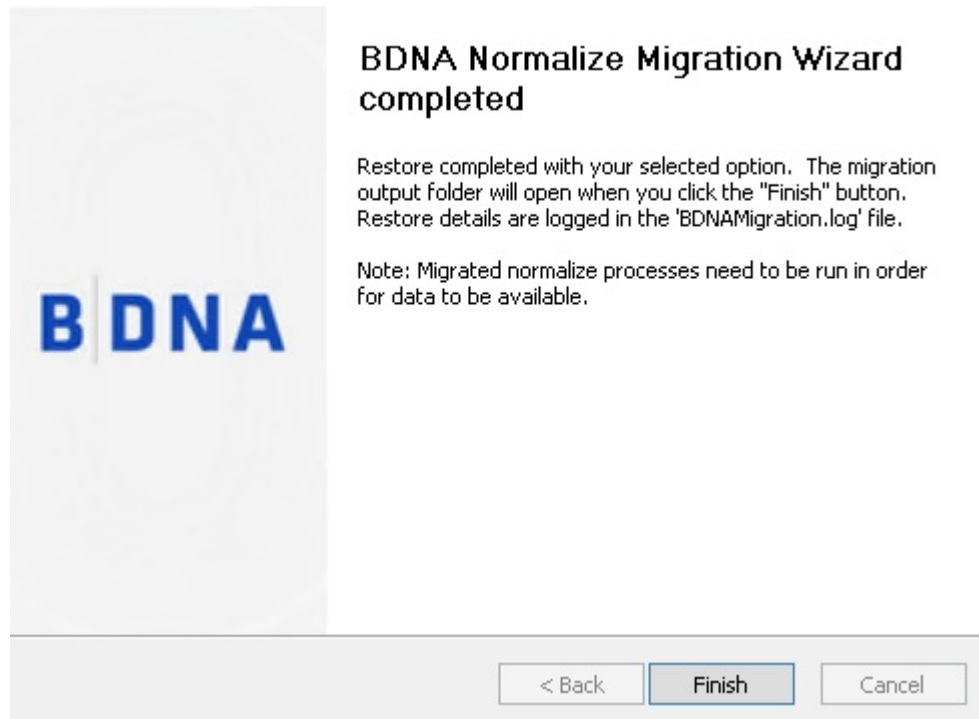 BDNA Normalize Migration Wizard
completed
Restore completed with your selected option. The migration
output folder will open when you click the "Finish" button.
Restore details are logged in the 'BDNAMigration.log' file.
Note: Migrated normalize processes need to be run in order
for data to be available.
BDNA
< Back
Finish
Cancel